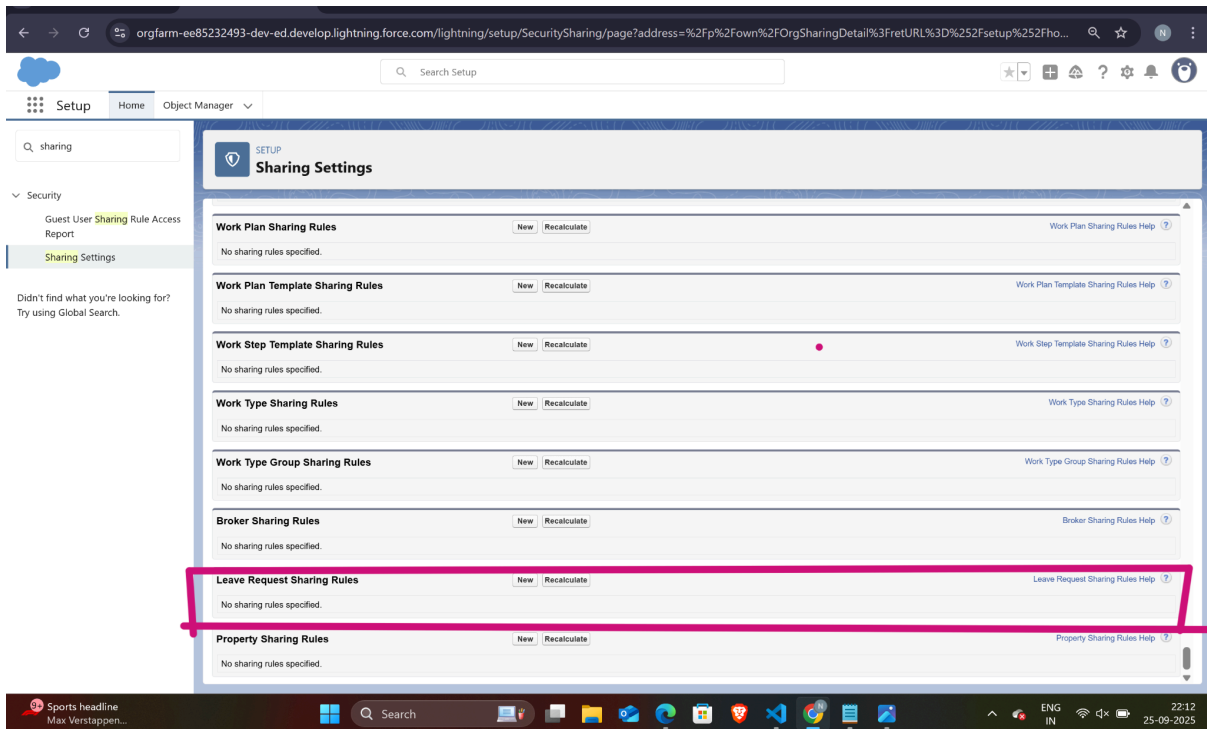 orgfarm-ee85232493-dev-ed.develop.lightning.force.com/lightning/setup/SecuritySharing/page?address=%2Fp%2Fown%2FOrgSharingDetail%3FretURL%3D%252Fsetup%252Fho...
N
Search Setup
Setup
Home
Object Manager
sharing
Security
Guest User Sharing Rule Access
Report
Sharing Settings
Didn't find what you're looking for?
Try using Global Search.
SETUP
Sharing Settings
Work Plan Sharing Rules New Recalculate Work Plan Sharing Rules Help ?
No sharing rules specified.
Work Plan Template Sharing Rules New Recalculate Work Plan Template Sharing Rules Help ?
No sharing rules specified.
Work Step Template Sharing Rules New Recalculate Work Step Template Sharing Rules Help ?
No sharing rules specified.
Work Type Sharing Rules New Recalculate Work Type Sharing Rules Help ?
No sharing rules specified.
Work Type Group Sharing Rules New Recalculate Work Type Group Sharing Rules Help ?
No sharing rules specified.
Broker Sharing Rules New Recalculate Broker Sharing Rules Help ?
No sharing rules specified.
Leave Request Sharing Rules New Recalculate Leave Request Sharing Rules Help ?
No sharing rules specified.
Property Sharing Rules New Recalculate Property Sharing Rules Help ?
No sharing rules specified.
9+
Sports headline
Max Verstappen...
Search
N
ENG
IN
22:12
25-09-2025